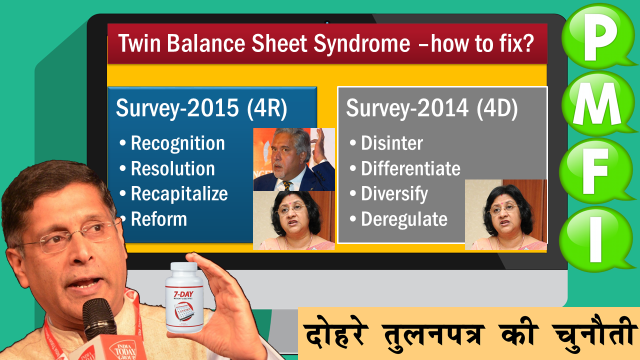 Twin Balance Sheet Syndrome –how to fix?
Survey-2015 (4R)
• Recognition
• Resolution
• Recapitalize
• Reform
Survey-2014 (4D)
• Disinter
• Differentiate
• Diversify
• Deregulate
P
M
F
I
7-DAY
INDIA
TODAY
GROUP
दोहरे तुलनपत्र की चुनौती